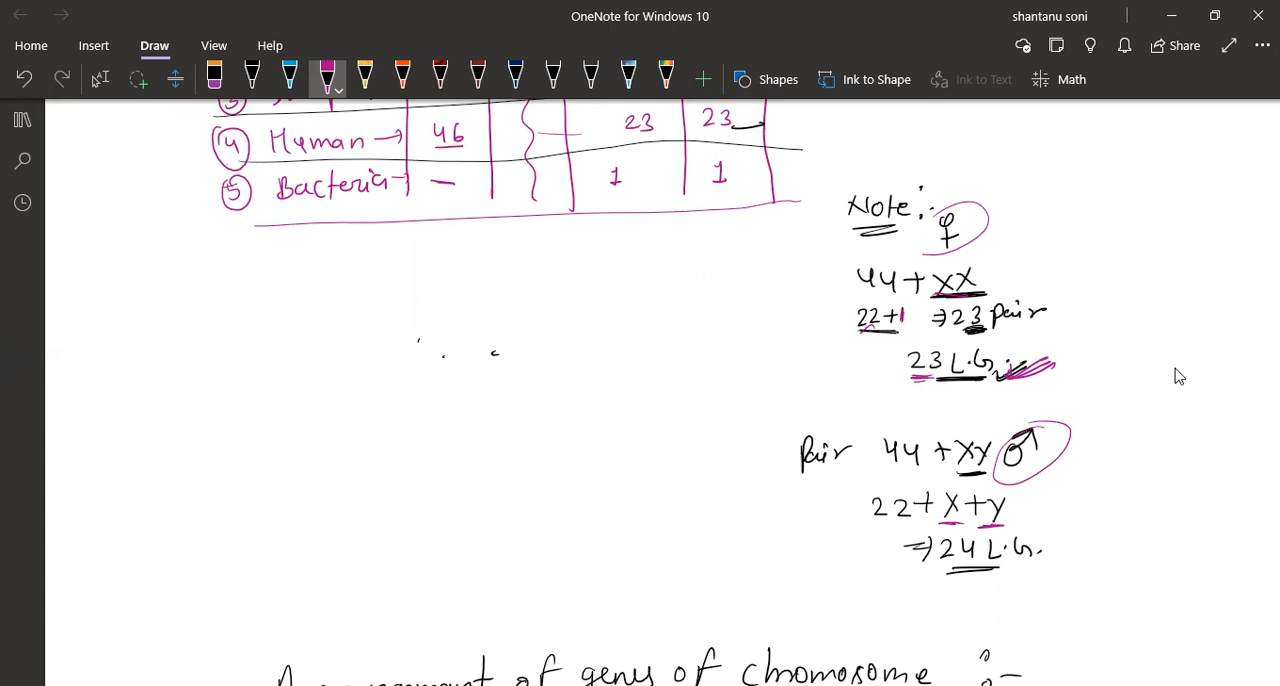 OneNote for Windows 10
shantanu soni
Home Insert Draw View Help
Share
Shapes Ink to Shape Ink to Text Math
④ Human → 46 23 23
⑤ Bacteria - — 1 1
Note :- ♀
44 + XX
22+1 ⇒ 23 pair
23 L.G.
Pair 44 + XY ♂
22 + X + Y
⇒ 24 L.G.
of genes of chromosome :-